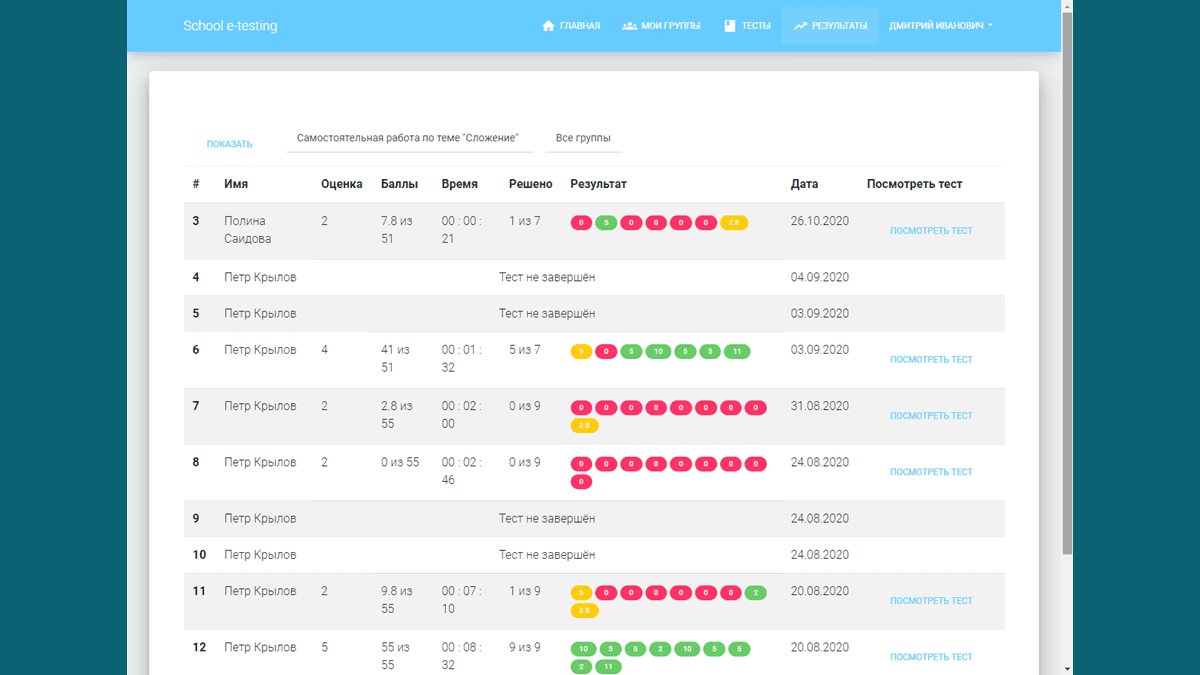 School e-testing
ГЛАВНАЯ МОИ ГРУППЫ ТЕСТЫ РЕЗУЛЬТАТЫ ДМИТРИЙ ИВАНОВИЧ
ПОКАЗАТЬ Самостоятельная работа по теме "Сложение" Все группы
# Имя Оценка Баллы Время Решено Результат Дата Посмотреть тест
3 Полина 2 7.8 из 00 : 00 : 1 из 7 0 5 0 0 0 0 2.8 26.10.2020 ПОСМОТРЕТЬ ТЕСТ
Саидова 51 21
4 Петр Крылов Тест не завершён 04.09.2020
5 Петр Крылов Тест не завершён 03.09.2020
6 Петр Крылов 4 41 из 00 : 01 : 5 из 7 5 0 5 10 5 5 11 03.09.2020 ПОСМОТРЕТЬ ТЕСТ
51 32
7 Петр Крылов 2 2.8 из 00 : 02 : 0 из 9 0 0 0 0 0 0 0 0 31.08.2020 ПОСМОТРЕТЬ ТЕСТ
55 00 2.8
8 Петр Крылов 2 0 из 55 00 : 02 : 0 из 9 0 0 0 0 0 0 0 0 24.08.2020 ПОСМОТРЕТЬ ТЕСТ
46 0
9 Петр Крылов Тест не завершён 24.08.2020
10 Петр Крылов Тест не завершён 24.08.2020
11 Петр Крылов 2 9.8 из 00 : 07 : 1 из 9 5 0 0 0 0 0 0 2 20.08.2020 ПОСМОТРЕТЬ ТЕСТ
55 10 2.8
12 Петр Крылов 5 55 из 00 : 08 : 9 из 9 10 5 5 2 10 5 5 20.08.2020 ПОСМОТРЕТЬ ТЕСТ
55 32 2 11